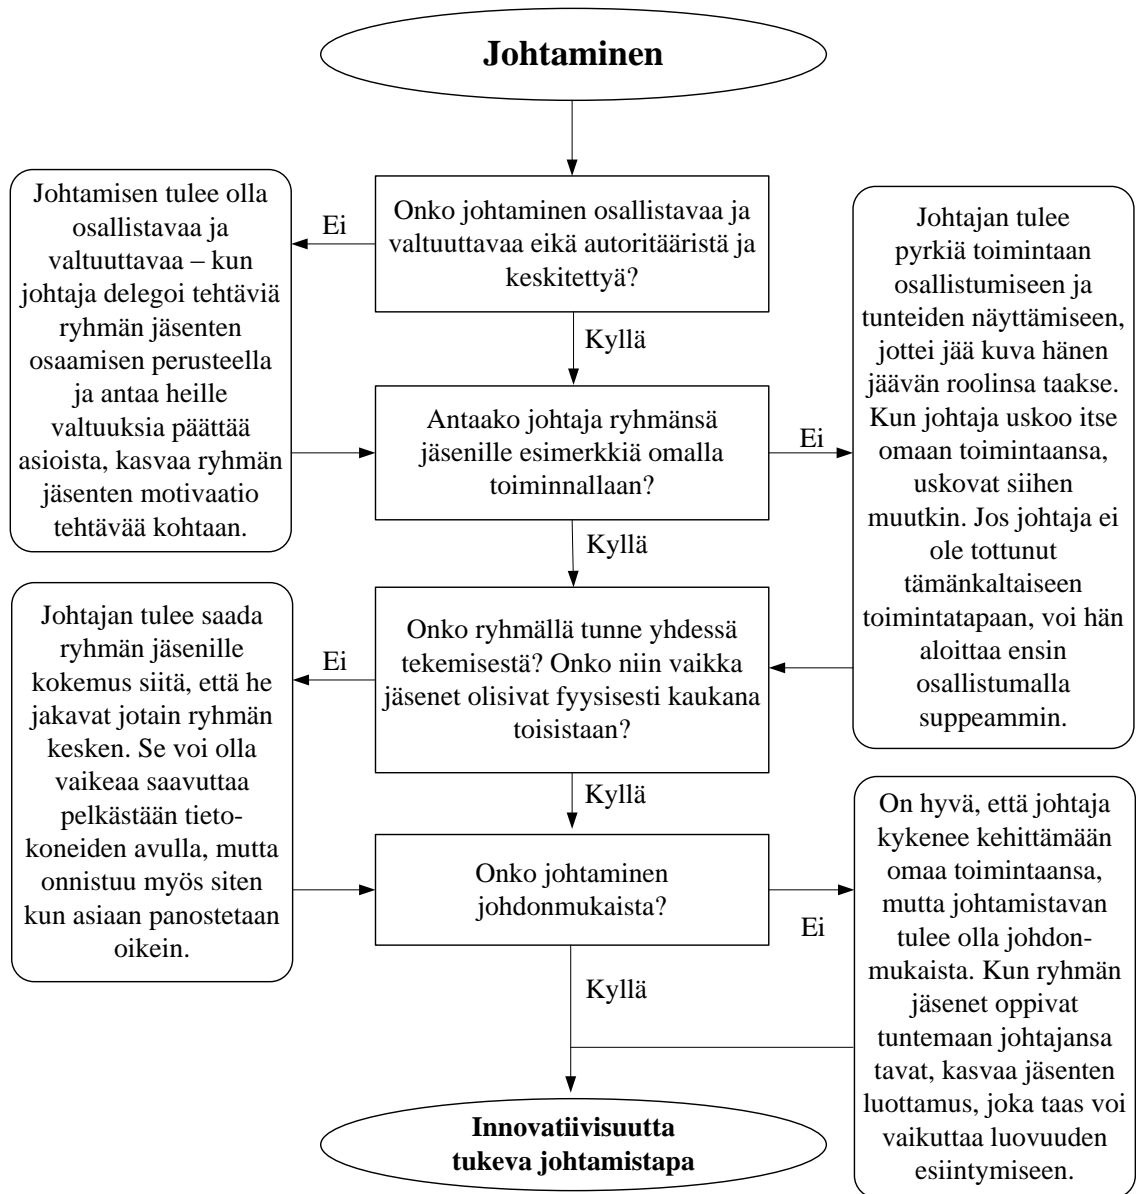 Johtaminen
Onko johtaminen osallistavaa ja
valtuuttavaa eikä autoritääristä ja
keskitettyä?
Ei
Johtamisen tulee olla
osallistavaa ja
valtuuttavaa – kun
johtaja delegoi tehtäviä
ryhmän jäsenten
osaamisen perusteella
ja antaa heille
valtuuksia päättää
asioista, kasvaa ryhmän
jäsenten motivaatio
tehtävää kohtaan.
Kyllä
Antaako johtaja ryhmänsä
jäsenille esimerkkiä omalla
toiminnallaan?
Ei
Johtajan tulee
pyrkiä toimintaan
osallistumiseen ja
tunteiden näyttämiseen,
jottei jää kuva hänen
jäävän roolinsa taakse.
Kun johtaja uskoo itse
omaan toimintaansa,
uskovat siihen
muutkin. Jos johtaja ei
ole tottunut
tämänkaltaiseen
toimintatapaan, voi hän
aloittaa ensin
osallistumalla
suppeammin.
Kyllä
Onko ryhmällä tunne yhdessä
tekemisestä? Onko niin vaikka
jäsenet olisivat fyysisesti kaukana
toisistaan?
Ei
Johtajan tulee saada
ryhmän jäsenille
kokemus siitä, että he
jakavat jotain ryhmän
kesken. Se voi olla
vaikeaa saavuttaa
pelkästään tieto-
koneiden avulla, mutta
onnistuu myös siten
kun asiaan panostetaan
oikein.
Kyllä
Onko johtaminen
johdonmukaista?
Ei
On hyvä, että johtaja
kykenee kehittämään
omaa toimintaansa,
mutta johtamistavan
tulee olla johdon-
mukaista. Kun ryhmän
jäsenet oppivat
tuntemaan johtajansa
tavat, kasvaa jäsenten
luottamus, joka taas voi
vaikuttaa luovuuden
esiintymiseen.
Kyllä
Innovatiivisuutta
tukeva johtamistapa